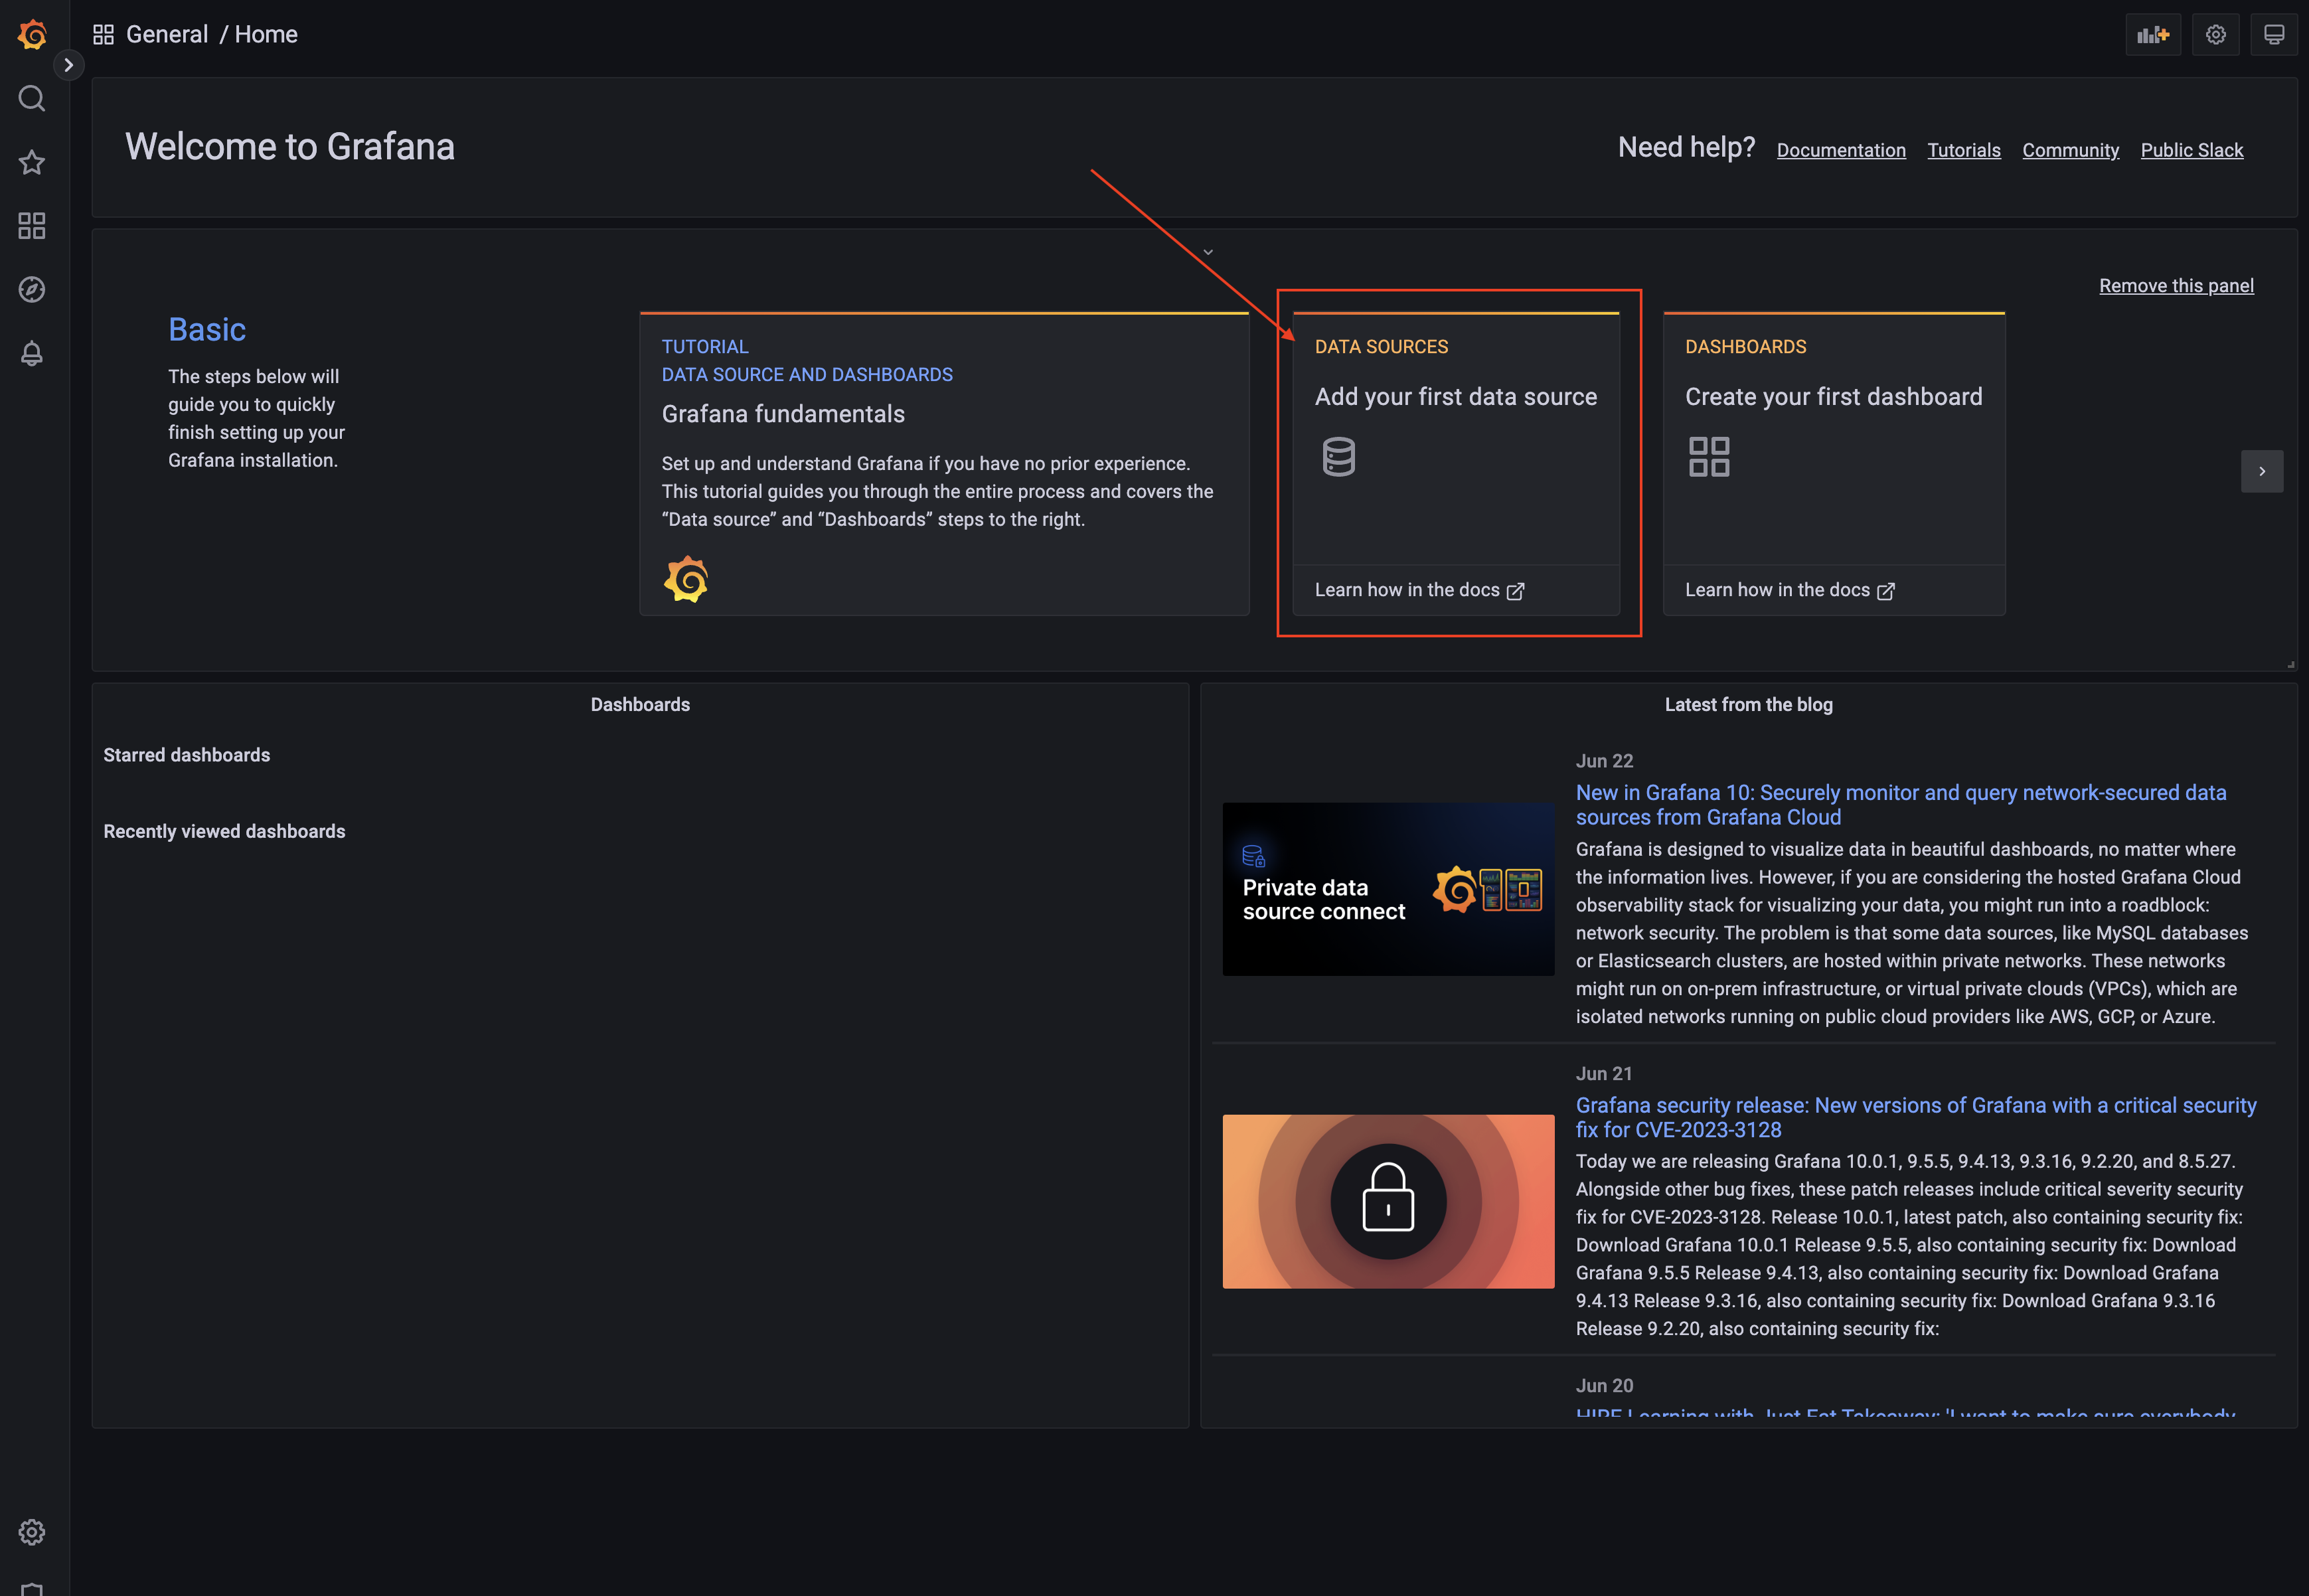 General / Home
Welcome to Grafana
Need help? Documentation Tutorials Community Public Slack
Remove this panel
Basic
The steps below will
guide you to quickly
finish setting up your
Grafana installation.
TUTORIAL
DATA SOURCE AND DASHBOARDS
Grafana fundamentals
Set up and understand Grafana if you have no prior experience.
This tutorial guides you through the entire process and covers the
“Data source” and “Dashboards” steps to the right.
DATA SOURCES
Add your first data source
Learn how in the docs
DASHBOARDS
Create your first dashboard
Learn how in the docs
Dashboards
Starred dashboards
Recently viewed dashboards
Latest from the blog
Private data
source connect
Jun 22
New in Grafana 10: Securely monitor and query network-secured data
sources from Grafana Cloud
Grafana is designed to visualize data in beautiful dashboards, no matter where
the information lives. However, if you are considering the hosted Grafana Cloud
observability stack for visualizing your data, you might run into a roadblock:
network security. The problem is that some data sources, like MySQL databases
or Elasticsearch clusters, are hosted within private networks. These networks
might run on on-prem infrastructure, or virtual private clouds (VPCs), which are
isolated networks running on public cloud providers like AWS, GCP, or Azure.
Jun 21
Grafana security release: New versions of Grafana with a critical security
fix for CVE-2023-3128
Today we are releasing Grafana 10.0.1, 9.5.5, 9.4.13, 9.3.16, 9.2.20, and 8.5.27.
Alongside other bug fixes, these patch releases include critical severity security
fix for CVE-2023-3128. Release 10.0.1, latest patch, also containing security fix:
Download Grafana 10.0.1 Release 9.5.5, also containing security fix: Download
Grafana 9.5.5 Release 9.4.13, also containing security fix: Download Grafana
9.4.13 Release 9.3.16, also containing security fix: Download Grafana 9.3.16
Release 9.2.20, also containing security fix:
Jun 20
Learning with Just Eat Takeaway: 'I want to make sure everybody